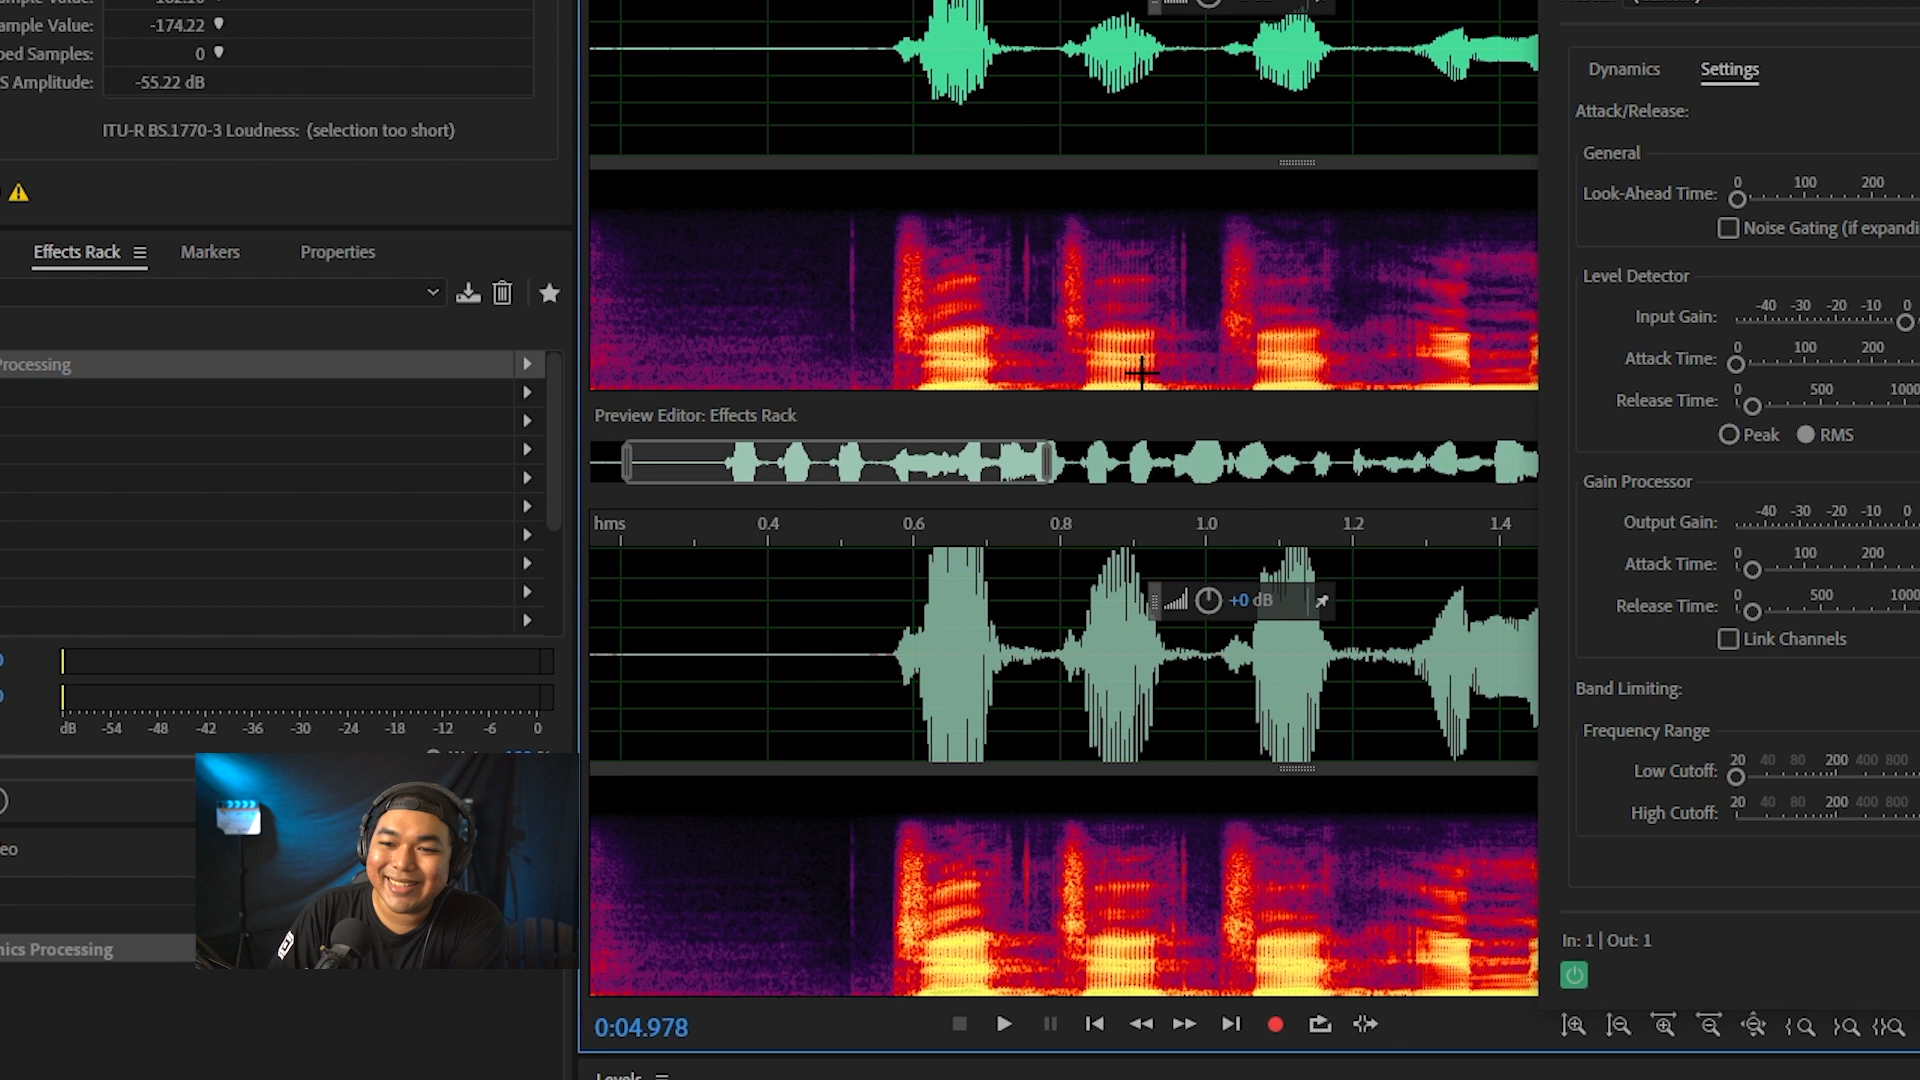 ample Value:
-174.22
ped Samples:
0
S Amplitude:
-55.22 dB
ITU-R BS.1770-3 Loudness: (selection too short)
Effects Rack
Markers
Properties
Processing
dB -54 -48 -42 -36 -30 -24 -18 -12 -6 0
eo
nics Processing
Preview Editor: Effects Rack
hms 0.4 0.6 0.8 1.0 1.2 1.4
+0 dB
0:04.978
Levels
Dynamics
Settings
Attack/Release:
General
0 100 200
Look-Ahead Time:
Noise Gating (if expandi
Level Detector
-40 -30 -20 -10 0
Input Gain:
0 100 200
Attack Time:
0 500 1000
Release Time:
Peak
RMS
Gain Processor
-40 -30 -20 -10 0
Output Gain:
0 100 200
Attack Time:
0 500 1000
Release Time:
Link Channels
Band Limiting:
Frequency Range
20 40 80 200 400 800
Low Cutoff:
20 40 80 200 400 800
High Cutoff:
In: 1 | Out: 1